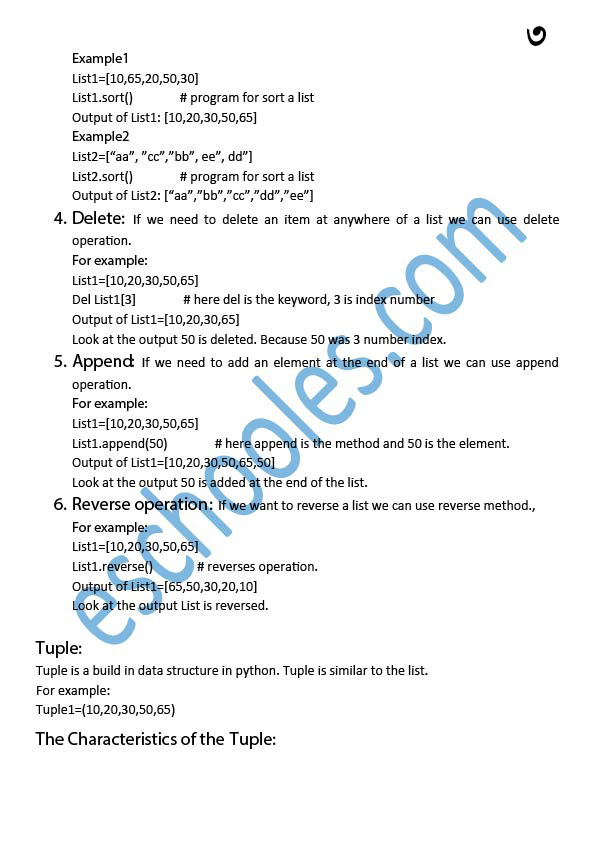 ৩
Example1
List1=[10,65,20,50,30]
List1.sort() # program for sort a list
Output of List1: [10,20,30,50,65]
Example2
List2=[“aa”, ”cc”,”bb”, ee”, dd”]
List2.sort() # program for sort a list
Output of List2: [“aa”,”bb”,”cc”,”dd”,”ee”]
4. Delete: If we need to delete an item at anywhere of a list we can use delete
operation.
For example:
List1=[10,20,30,50,65]
Del List1[3] # here del is the keyword, 3 is index number
Output of List1=[10,20,30,65]
Look at the output 50 is deleted. Because 50 was 3 number index.
5. Append: If we need to add an element at the end of a list we can use append
operation.
For example:
List1=[10,20,30,50,65]
List1.append(50) # here append is the method and 50 is the element.
Output of List1=[10,20,30,50,65,50]
Look at the output 50 is added at the end of the list.
6. Reverse operation: If we want to reverse a list we can use reverse method.,
For example:
List1=[10,20,30,50,65]
List1.reverse() # reverses operation.
Output of List1=[65,50,30,20,10]
Look at the output List is reversed.
Tuple:
Tuple is a build in data structure in python. Tuple is similar to the list.
For example:
Tuple1=(10,20,30,50,65)
The Characteristics of the Tuple:
eschooles.com